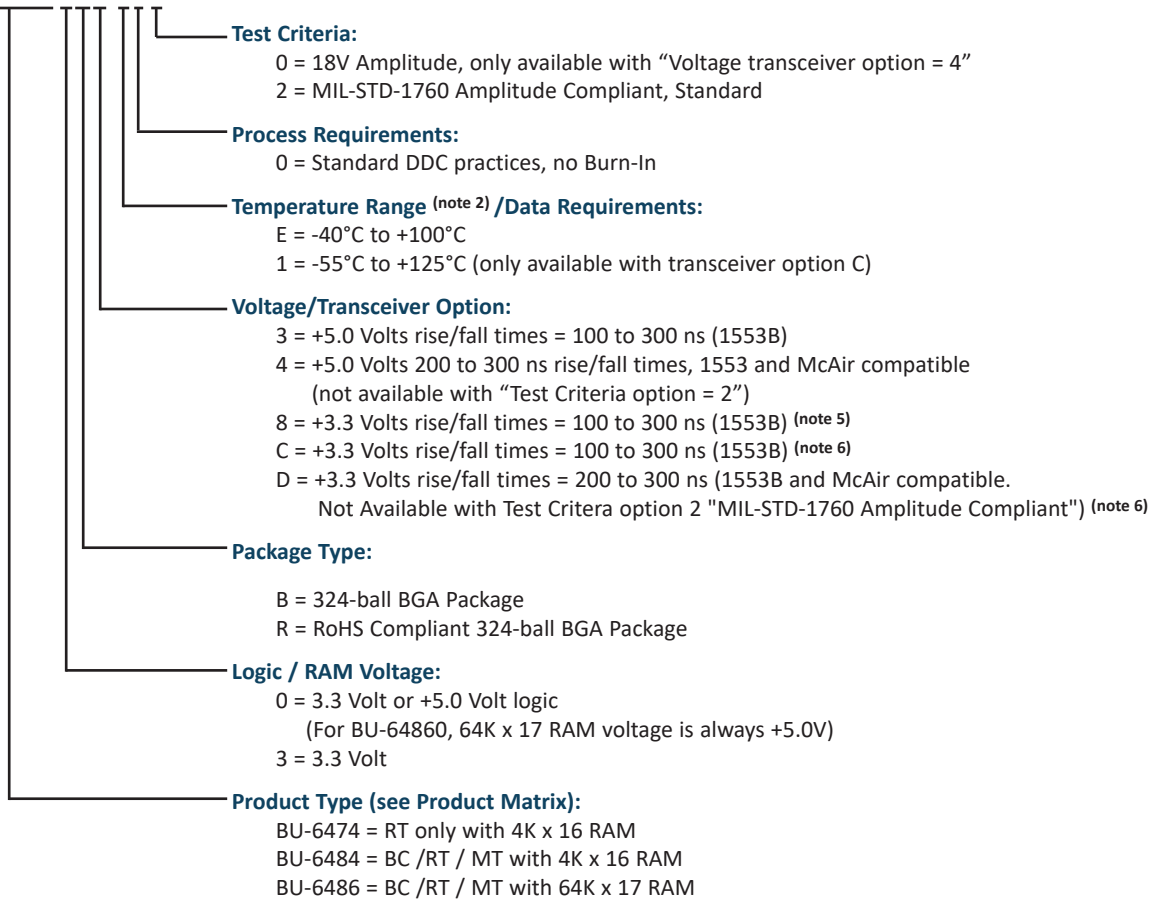 Test Criteria:
0 = 18V Amplitude, only available with “Voltage transceiver option = 4”
2 = MIL-STD-1760 Amplitude Compliant, Standard
Process Requirements:
0 = Standard DDC practices, no Burn-In
Temperature Range (note 2) /Data Requirements:
E = -40°C to +100°C
1 = -55°C to +125°C (only available with transceiver option C)
Voltage/Transceiver Option:
3 = +5.0 Volts rise/fall times = 100 to 300 ns (1553B)
4 = +5.0 Volts 200 to 300 ns rise/fall times, 1553 and McAir compatible
(not available with “Test Criteria option = 2”)
8 = +3.3 Volts rise/fall times = 100 to 300 ns (1553B) (note 5)
C = +3.3 Volts rise/fall times = 100 to 300 ns (1553B) (note 6)
D = +3.3 Volts rise/fall times = 200 to 300 ns (1553B and McAir compatible.
Not Available with Test Critera option 2 "MIL-STD-1760 Amplitude Compliant") (note 6)
Package Type:
B = 324-ball BGA Package
R = RoHS Compliant 324-ball BGA Package
Logic / RAM Voltage:
0 = 3.3 Volt or +5.0 Volt logic
(For BU-64860, 64K x 17 RAM voltage is always +5.0V)
3 = 3.3 Volt
Product Type (see Product Matrix):
BU-6474 = RT only with 4K x 16 RAM
BU-6484 = BC /RT / MT with 4K x 16 RAM
BU-6486 = BC /RT / MT with 64K x 17 RAM